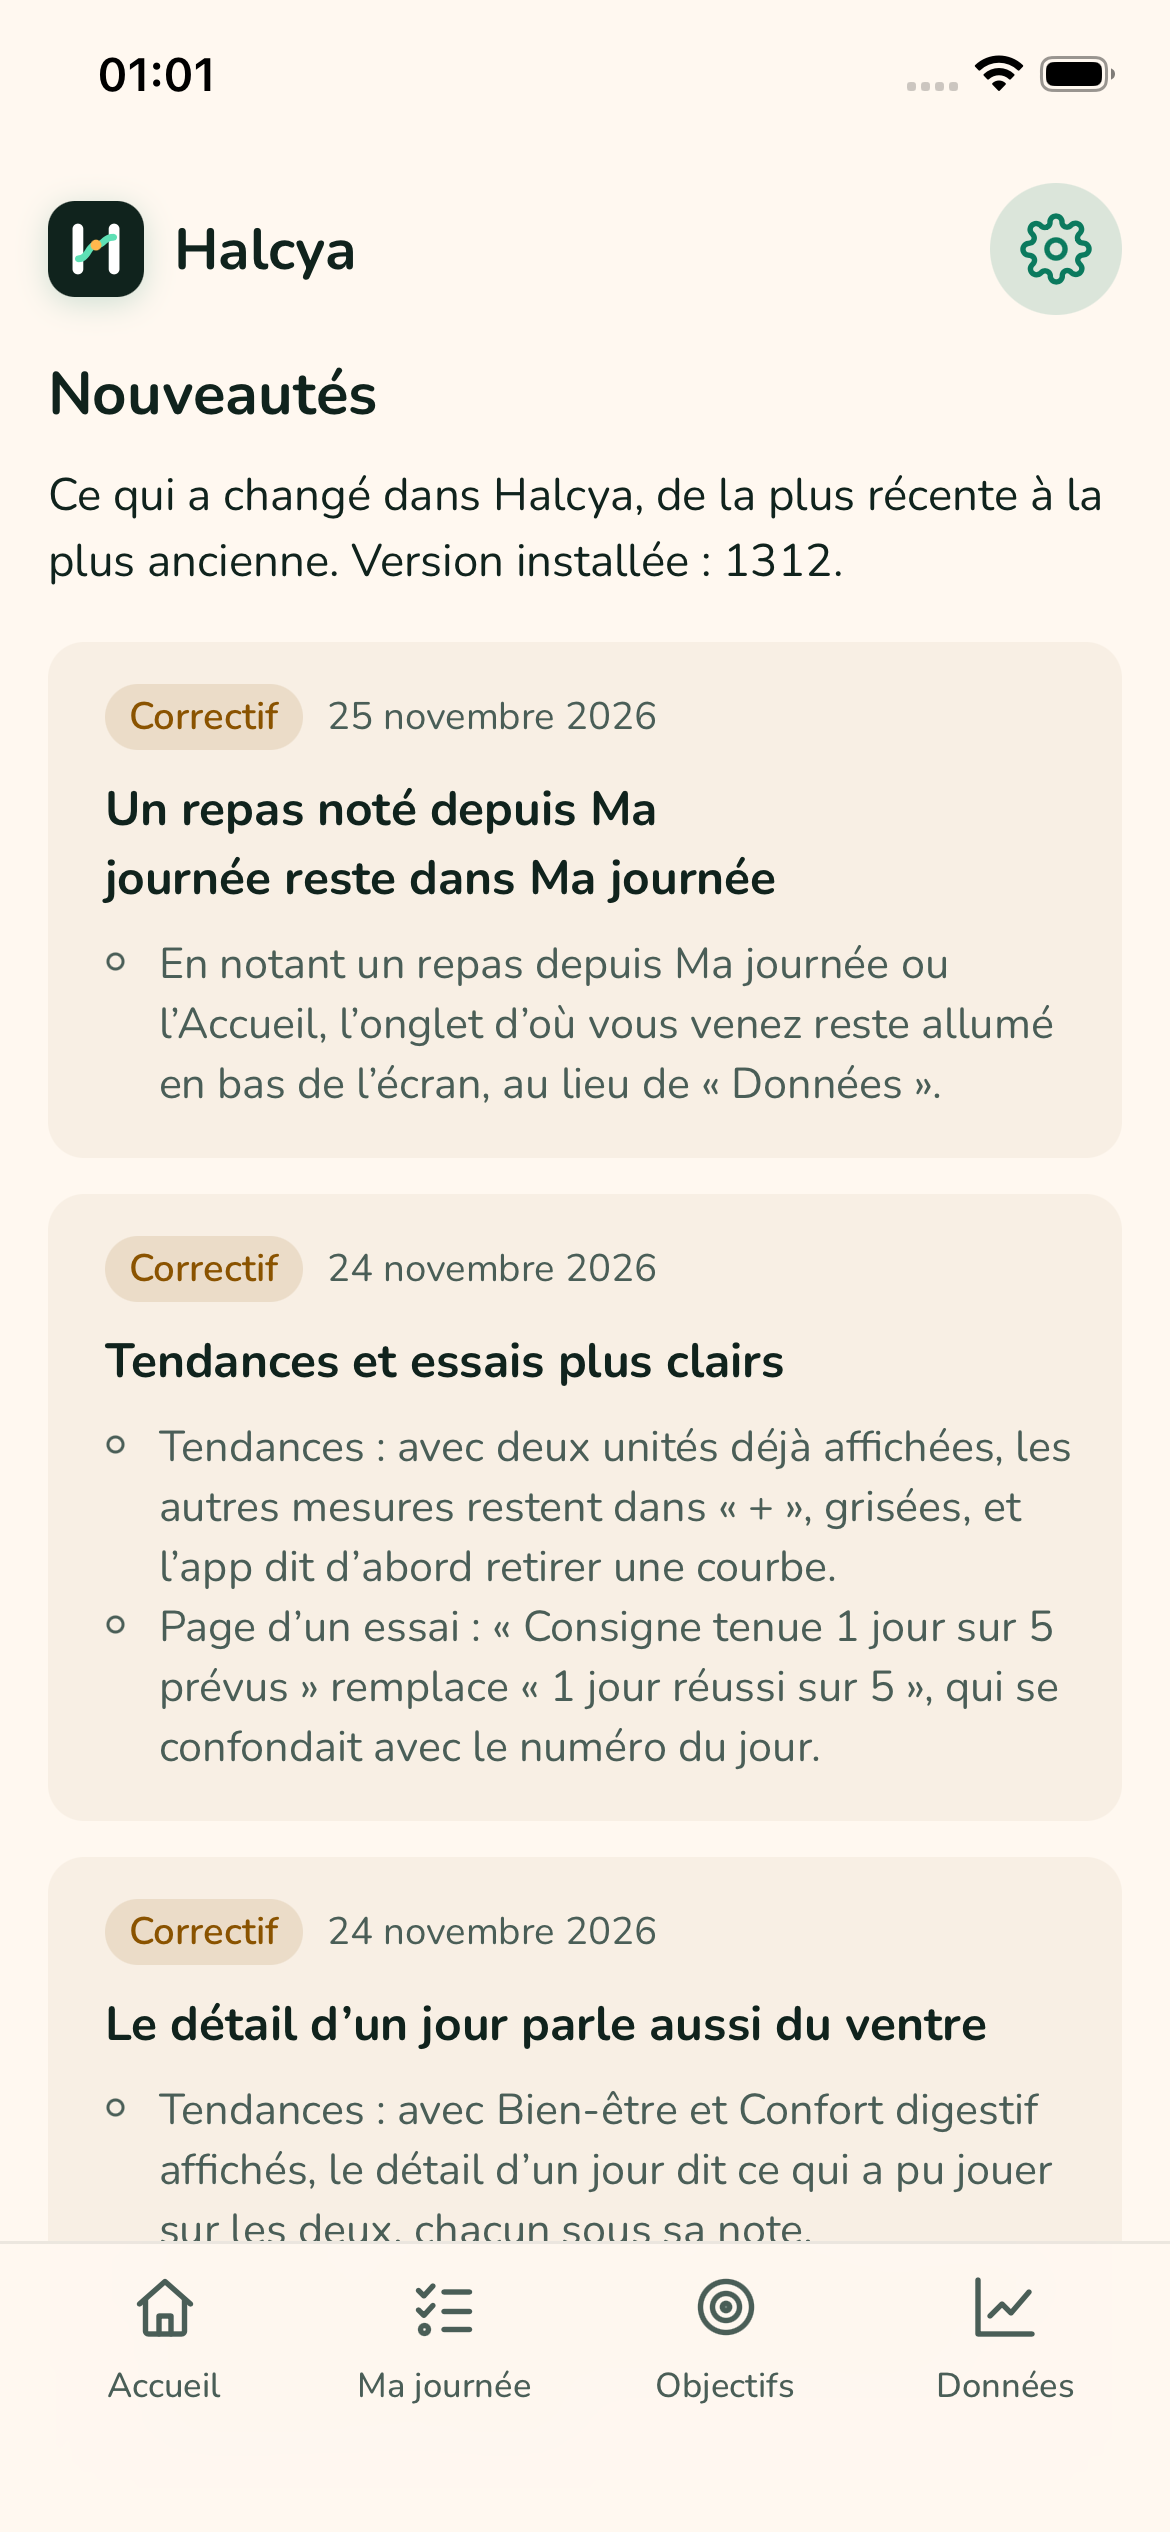 01:01
Halcya
Nouveautés
Ce qui a changé dans Halcya, de la plus récente à la
plus ancienne. Version installée : 1312.
Correctif 25 novembre 2026
Un repas noté depuis Ma
journée reste dans Ma journée
En notant un repas depuis Ma journée ou
l’Accueil, l’onglet d’où vous venez reste allumé
en bas de l’écran, au lieu de « Données ».
Correctif 24 novembre 2026
Tendances et essais plus clairs
Tendances : avec deux unités déjà affichées, les
autres mesures restent dans « + », grisées, et
l’app dit d’abord retirer une courbe.
Page d’un essai : « Consigne tenue 1 jour sur 5
prévus » remplace « 1 jour réussi sur 5 », qui se
confondait avec le numéro du jour.
Correctif 24 novembre 2026
Le détail d’un jour parle aussi du ventre
Tendances : avec Bien-être et Confort digestif
affichés, le détail d’un jour dit ce qui a pu jouer
sur les deux, chacun sous sa note.
Accueil Ma journée Objectifs Données